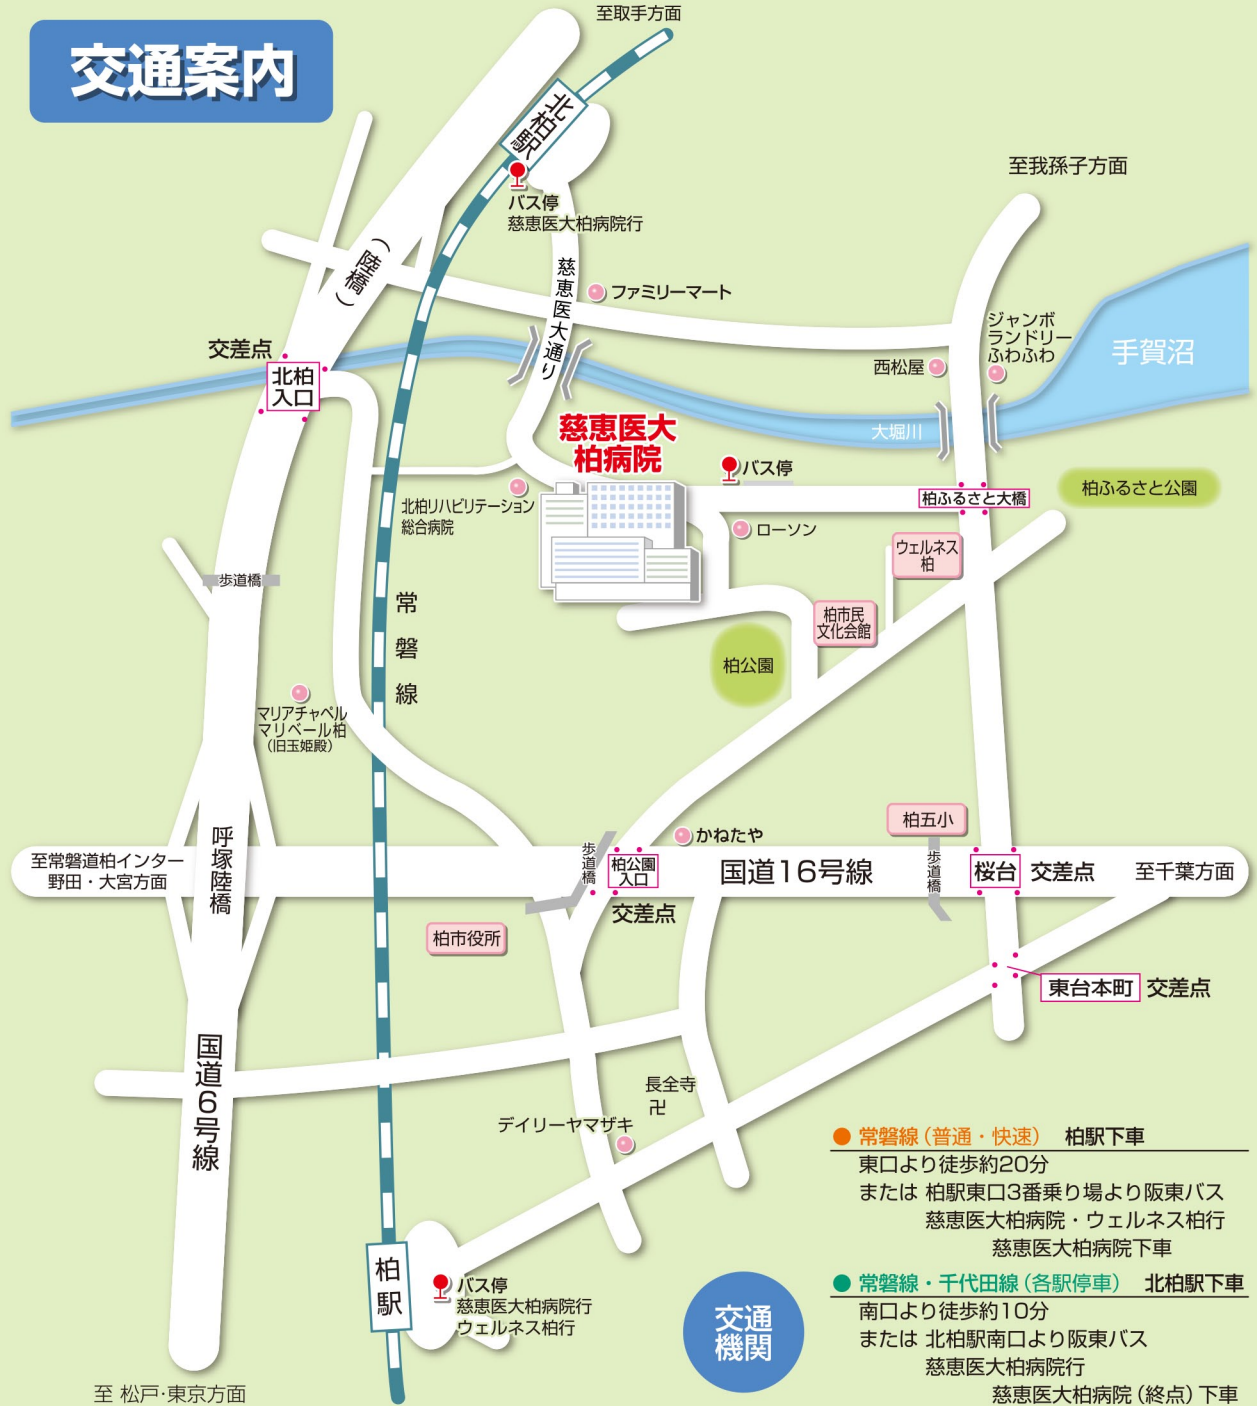 交通案内
至取手方面
北柏駅
バス停
慈恵医大柏病院行
至我孫子方面
（陸橋）
慈恵医大通り
ファミリーマート
ジャンボ
ランドリー
ふわふわ
手賀沼
交差点
北柏
入口
西松屋
大堀川
慈恵医大
柏病院
バス停
柏ふるさと大橋
柏ふるさと公園
北柏リハビリテーション
総合病院
ローソン
ウェルネス
柏
歩道橋
常磐線
柏市民
文化会館
柏公園
マリアチャペル
マリベール柏
（旧玉姫殿）
呼塚陸橋
至常磐道柏インター
野田・大宮方面
歩道橋
柏公園
入口
交差点
かねたや
国道16号線
柏五小
歩道橋
桜台
交差点
至千葉方面
柏市役所
東台本町
交差点
国道6号線
長全寺
卍
デイリーヤマザキ
柏駅
バス停
慈恵医大柏病院行
ウェルネス柏行
至 松戸･東京方面
交通
機関
● 常磐線（普通・快速） 柏駅下車
東口より徒歩約20分
または 柏駅東口3番乗り場より阪東バス
慈恵医大柏病院・ウェルネス柏行
慈恵医大柏病院下車
● 常磐線・千代田線（各駅停車） 北柏駅下車
南口より徒歩約10分
または 北柏駅南口より阪東バス
慈恵医大柏病院行
慈恵医大柏病院（終点）下車